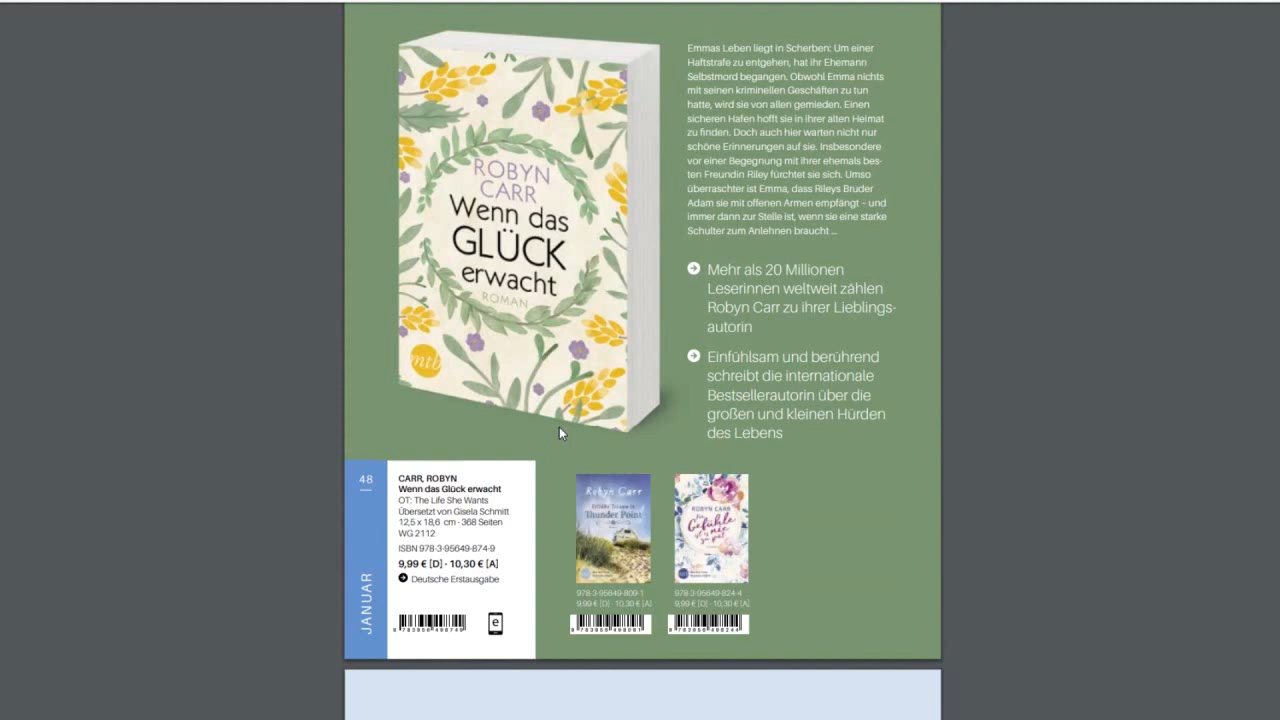 ROBYN
CARR
Wenn das
GLÜCK
erwacht
ROMAN
mtb
Emmas Leben liegt in Scherben: Um einer
Haftstrafe zu entgehen, hat ihr Ehemann
Selbstmord begangen. Obwohl Emma nichts
mit seinen kriminellen Geschäften zu tun
hatte, wird sie von allen gemieden. Einen
sicheren Hafen hofft sie in ihrer alten Heimat
zu finden. Doch auch hier warten nicht nur
schöne Erinnerungen auf sie. Insbesondere
vor einer Begegnung mit ihrer ehemals bes-
ten Freundin Riley fürchtet sie sich. Umso
überraschter ist Emma, dass Rileys Bruder
Adam sie mit offenen Armen empfängt – und
immer dann zur Stelle ist, wenn sie eine starke
Schulter zum Anlehnen braucht ...
Mehr als 20 Millionen
Leserinnen weltweit zählen
Robyn Carr zu ihrer Lieblings-
autorin
Einfühlsam und berührend
schreibt die internationale
Bestsellerautorin über die
großen und kleinen Hürden
des Lebens
48
JANUAR
CARR, ROBYN
Wenn das Glück erwacht
OT: The Life She Wants
Übersetzt von Gisela Schmitt
12,5 x 18,6 cm · 368 Seiten
WG 2112
ISBN 978-3-95649-874-9
9,99 € [D] · 10,30 € [A]
Deutsche Erstausgabe
9 783956 498749
e
Robyn Carr
Thunder Point
978-3-95649-809-1
9,99 € [D] · 10,30 € [A]
9 783956 498091
ROBYN CARR
Gefühle
978-3-95649-824-4
9,99 € [D] · 10,30 € [A]
9 783956 498244